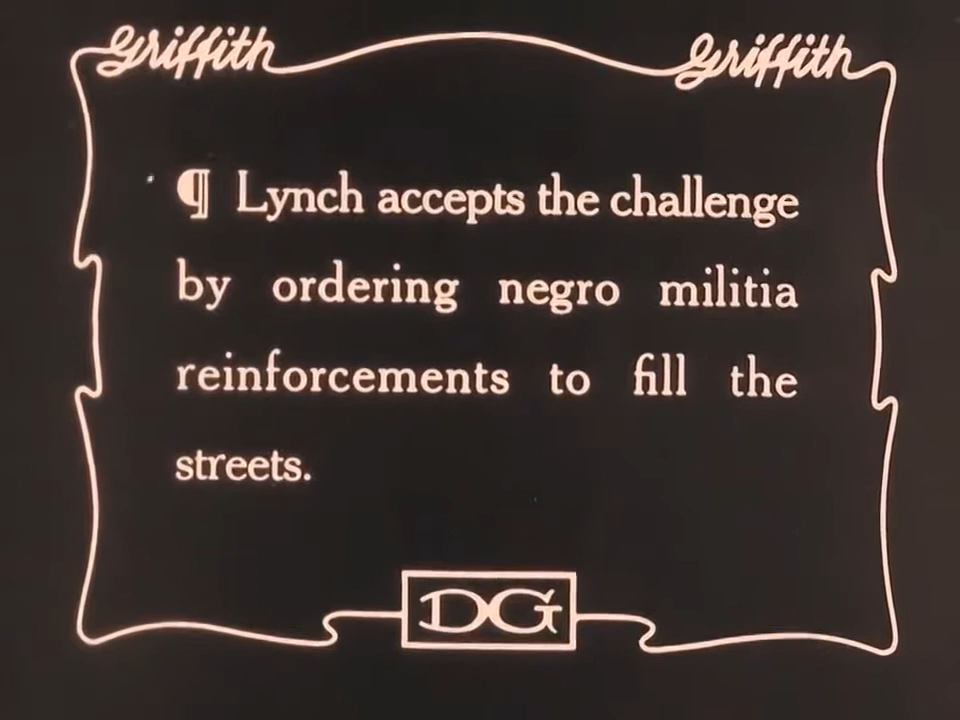 Griffith Griffith
¶ Lynch accepts the challenge
by ordering negro militia
reinforcements to fill the
streets.
DG